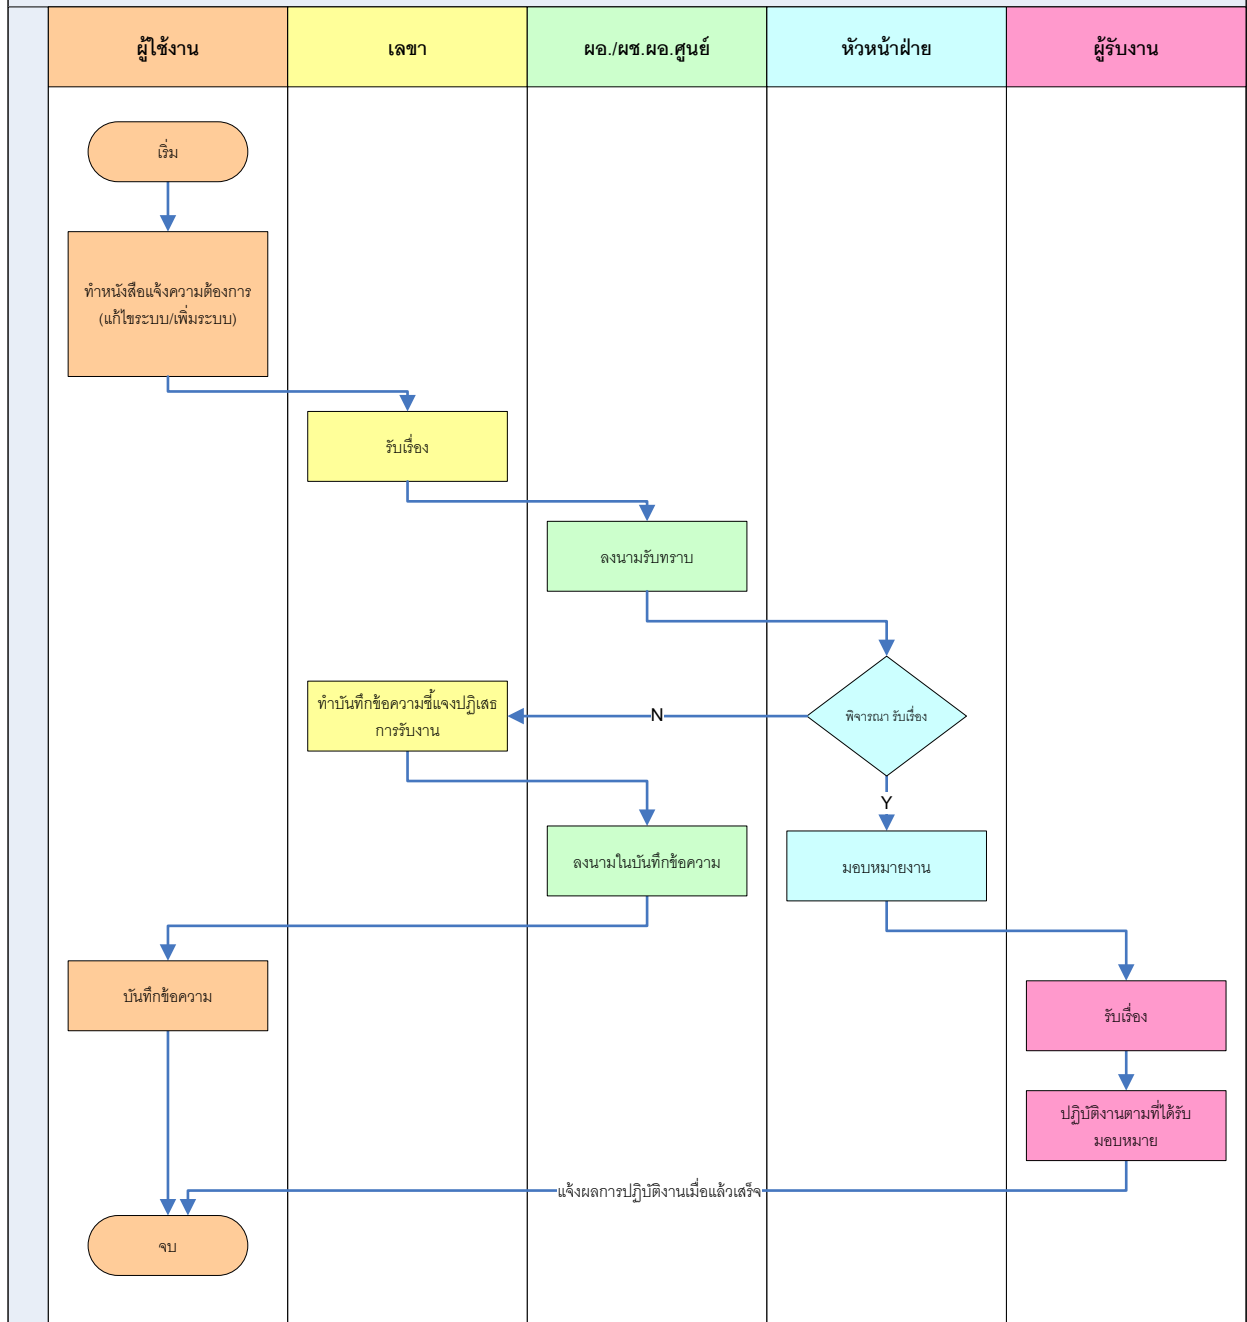 ผู้ใช้งาน
เลขา
ผอ./ผช.ผอ.ศูนย์
หัวหน้าฝ่าย
ผู้รับงาน
เริ่ม
ทำหนังสือแจ้งความต้องการ
(แก้ไขระบบ/เพิ่มระบบ)
รับเรื่อง
ลงนามรับทราบ
พิจารณา รับเรื่อง
N
ทำบันทึกข้อความชี้แจงปฏิเสธ
การรับงาน
Y
ลงนามในบันทึกข้อความ
มอบหมายงาน
บันทึกข้อความ
รับเรื่อง
ปฏิบัติงานตามที่ได้รับ
มอบหมาย
แจ้งผลการปฏิบัติงานเมื่อแล้วเสร็จ
จบ